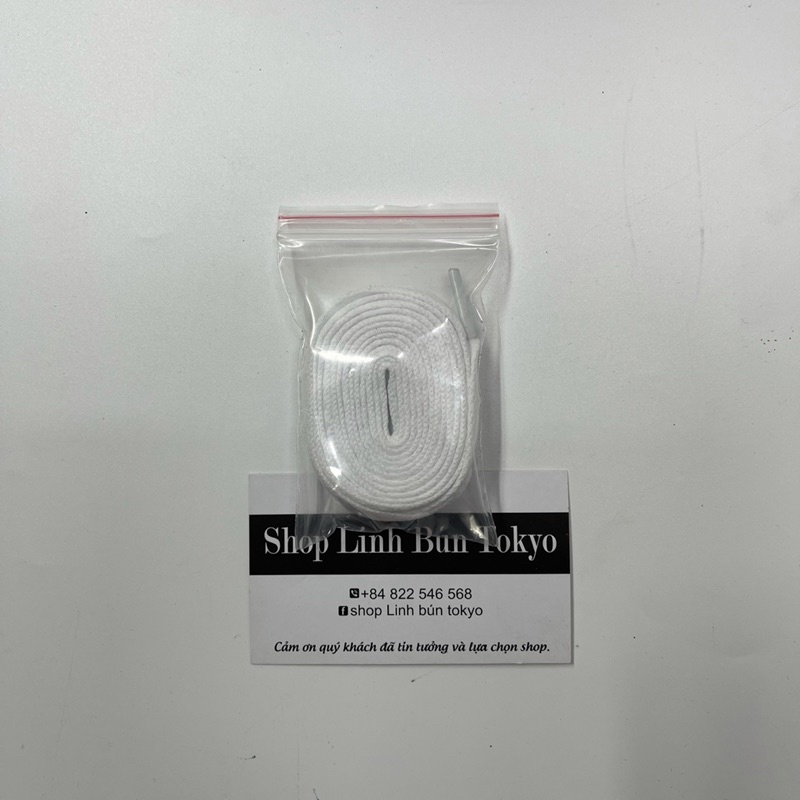 Shop Linh Bún Tokyo
+84 822 546 568
shop Linh bún tokyo
Cảm ơn quý khách đã tin tưởng và lựa chọn shop.